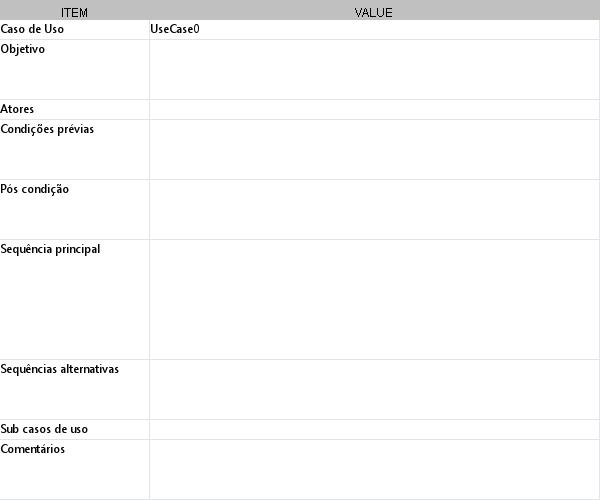 ITEM VALUE
Caso de Uso UseCase0
Objetivo
Atores
Condições prévias
Pós condição
Sequência principal
Sequências alternativas
Sub casos de uso
Comentários